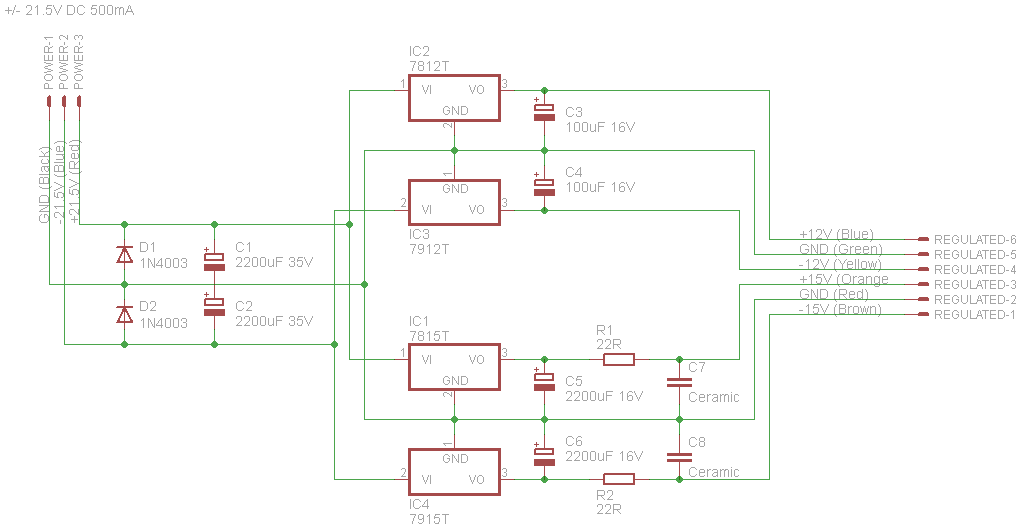 +/- 21.5V DC 500mA
POWER-1
POWER-2
POWER-3
GND (Black)
-21.5V (Blue)
+21.5V (Red)
D1
1N4003
D2
1N4003
C1
2200uF 35V
C2
2200uF 35V
IC2
7812T
1
VI
VO
3
GND
2
C3
100uF 16V
C4
100uF 16V
1
GND
2
VI
VO
3
IC3
7912T
IC1
7815T
1
VI
VO
3
GND
2
R1
22R
C5
2200uF 16V
C7
Ceramic
C6
2200uF 16V
C8
Ceramic
1
GND
2
VI
VO
3
IC4
7915T
R2
22R
+12V (Blue)
REGULATED-6
GND (Green)
REGULATED-5
-12V (Yellow)
REGULATED-4
+15V (Orange
REGULATED-3
GND (Red)
REGULATED-2
-15V (Brown)
REGULATED-1